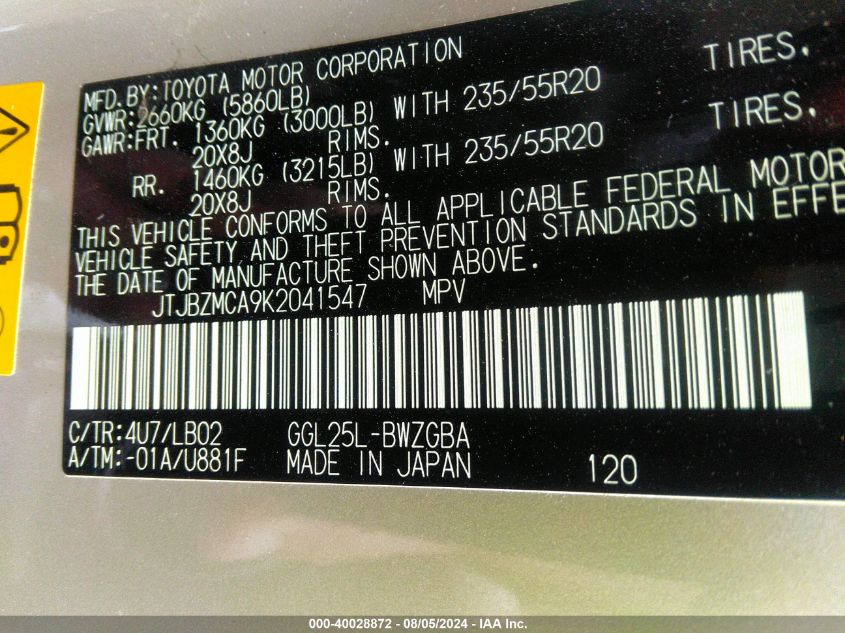 MFD.BY:TOYOTA MOTOR CORPORATION
GVWR:2660KG (5860LB)
GAWR:FRT. 1360KG (3000LB) WITH 235/55R20 TIRES.
20X8J RIMS.
RR. 1460KG (3215LB) WITH 235/55R20 TIRES.
20X8J RIMS.
THIS VEHICLE CONFORMS TO ALL APPLICABLE FEDERAL MOTOR
VEHICLE SAFETY AND THEFT PREVENTION STANDARDS IN EFFE
THE DATE OF MANUFACTURE SHOWN ABOVE.
JTJBZMCA9K2041547 MPV
C/TR:4U7/LB02 GGL25L-BWZGBA
A/TM:-01A/U881F MADE IN JAPAN 120
000-40028872 - 08/05/2024 - IAA Inc.